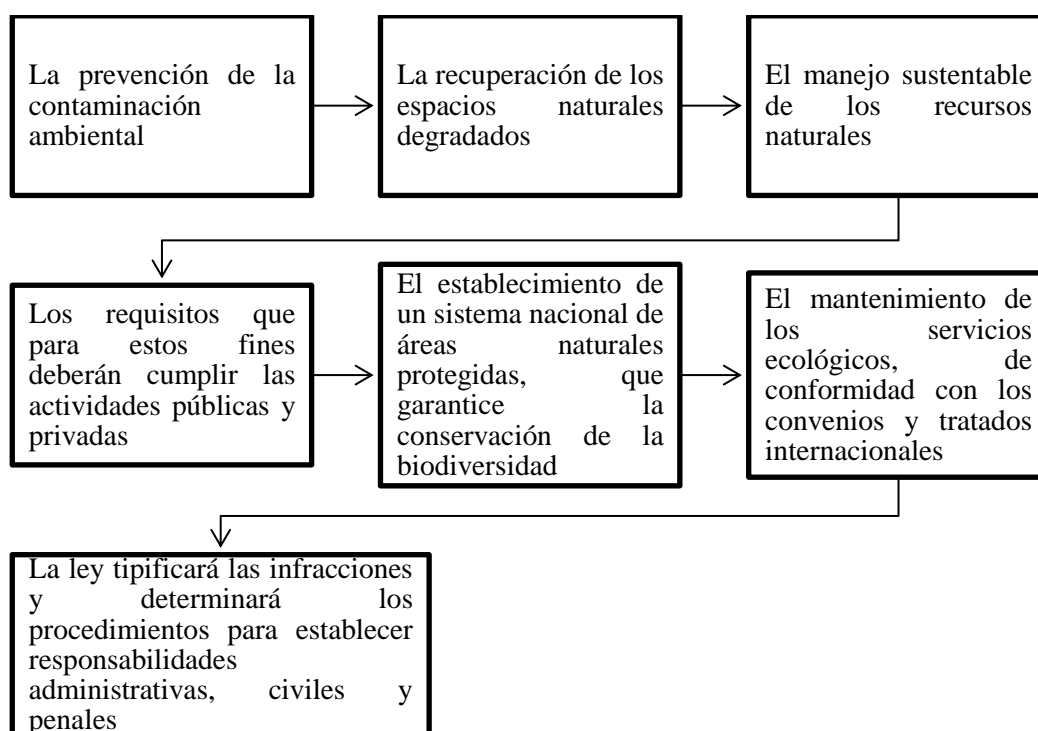 La prevención de la
contaminación
ambiental
La recuperación de los
espacios naturales
degradados
El manejo sustentable
de los recursos
naturales
Los requisitos que
para estos fines
deberán cumplir las
actividades públicas y
privadas
El establecimiento de
un sistema nacional de
áreas naturales
protegidas, que
garantice la
conservación de la
biodiversidad
El mantenimiento de
los servicios
ecológicos, de
conformidad con los
convenios y tratados
internacionales
La ley tipificará las infracciones
y determinará los
procedimientos para establecer
responsabilidades
administrativas, civiles y
penales